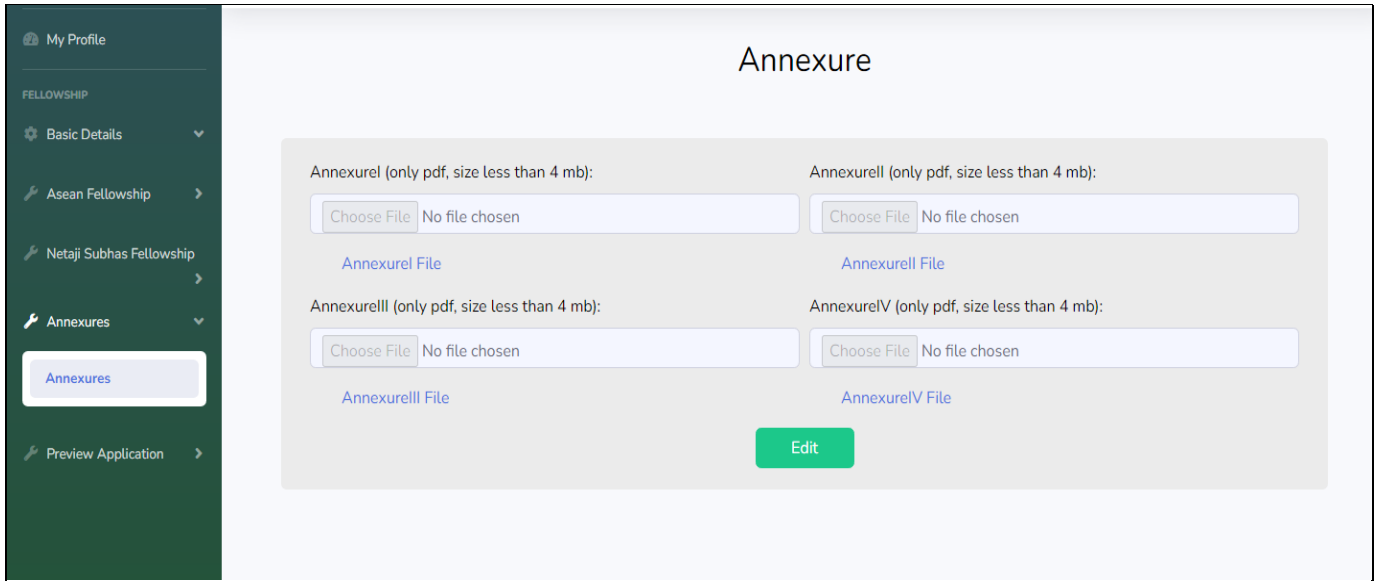 My Profile
FELLOWSHIP
Basic Details
Asean Fellowship
Netaji Subhas Fellowship
Annexures
Annexures
Preview Application
Annexure
AnnexureI (only pdf, size less than 4 mb):
Choose File No file chosen
AnnexureI File
AnnexureII (only pdf, size less than 4 mb):
Choose File No file chosen
AnnexureII File
AnnexureIII (only pdf, size less than 4 mb):
Choose File No file chosen
AnnexureIII File
AnnexureIV (only pdf, size less than 4 mb):
Choose File No file chosen
AnnexureIV File
Edit